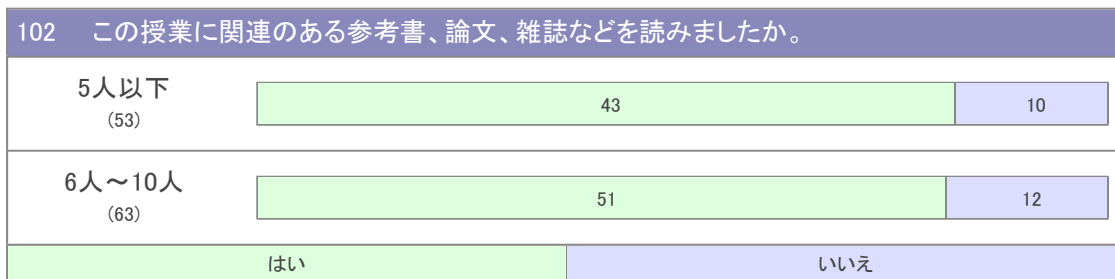 102 この授業に関連のある参考書、論文、雑誌などを読みましたか。
5人以下
(53)
43
10
6人～10人
(63)
51
12
はい
いいえ